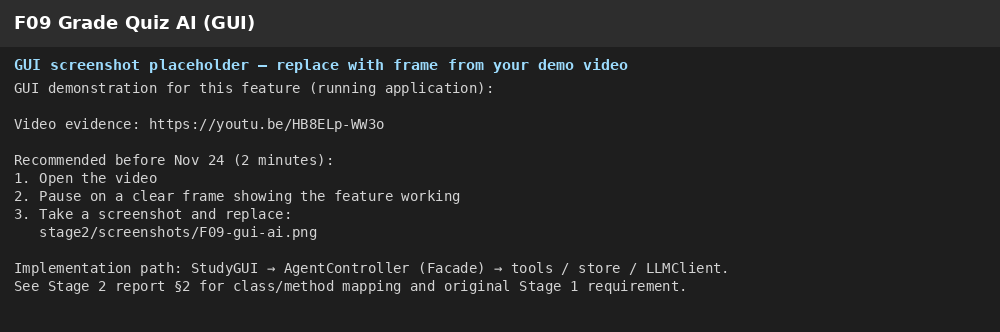 F09 Grade Quiz AI (GUI)
GUI screenshot placeholder — replace with frame from your demo video
GUI demonstration for this feature (running application):
Video evidence: https://youtu.be/HB8ELp-WW3o
Recommended before Nov 24 (2 minutes):
1. Open the video
2. Pause on a clear frame showing the feature working
3. Take a screenshot and replace:
stage2/screenshots/F09-gui-ai.png
Implementation path: StudyGUI → AgentController (Facade) → tools / store / LLMClient.
See Stage 2 report §2 for class/method mapping and original Stage 1 requirement.